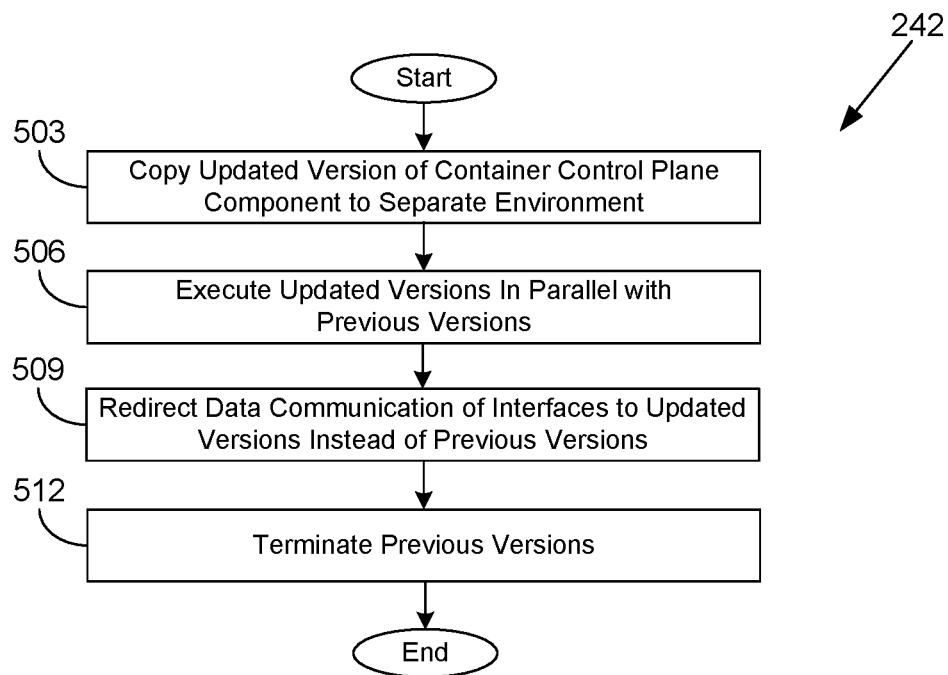 242
Start
503
Copy Updated Version of Container Control Plane
Component to Separate Environment
506
Execute Updated Versions In Parallel with
Previous Versions
509
Redirect Data Communication of Interfaces to Updated
Versions Instead of Previous Versions
512
Terminate Previous Versions
End